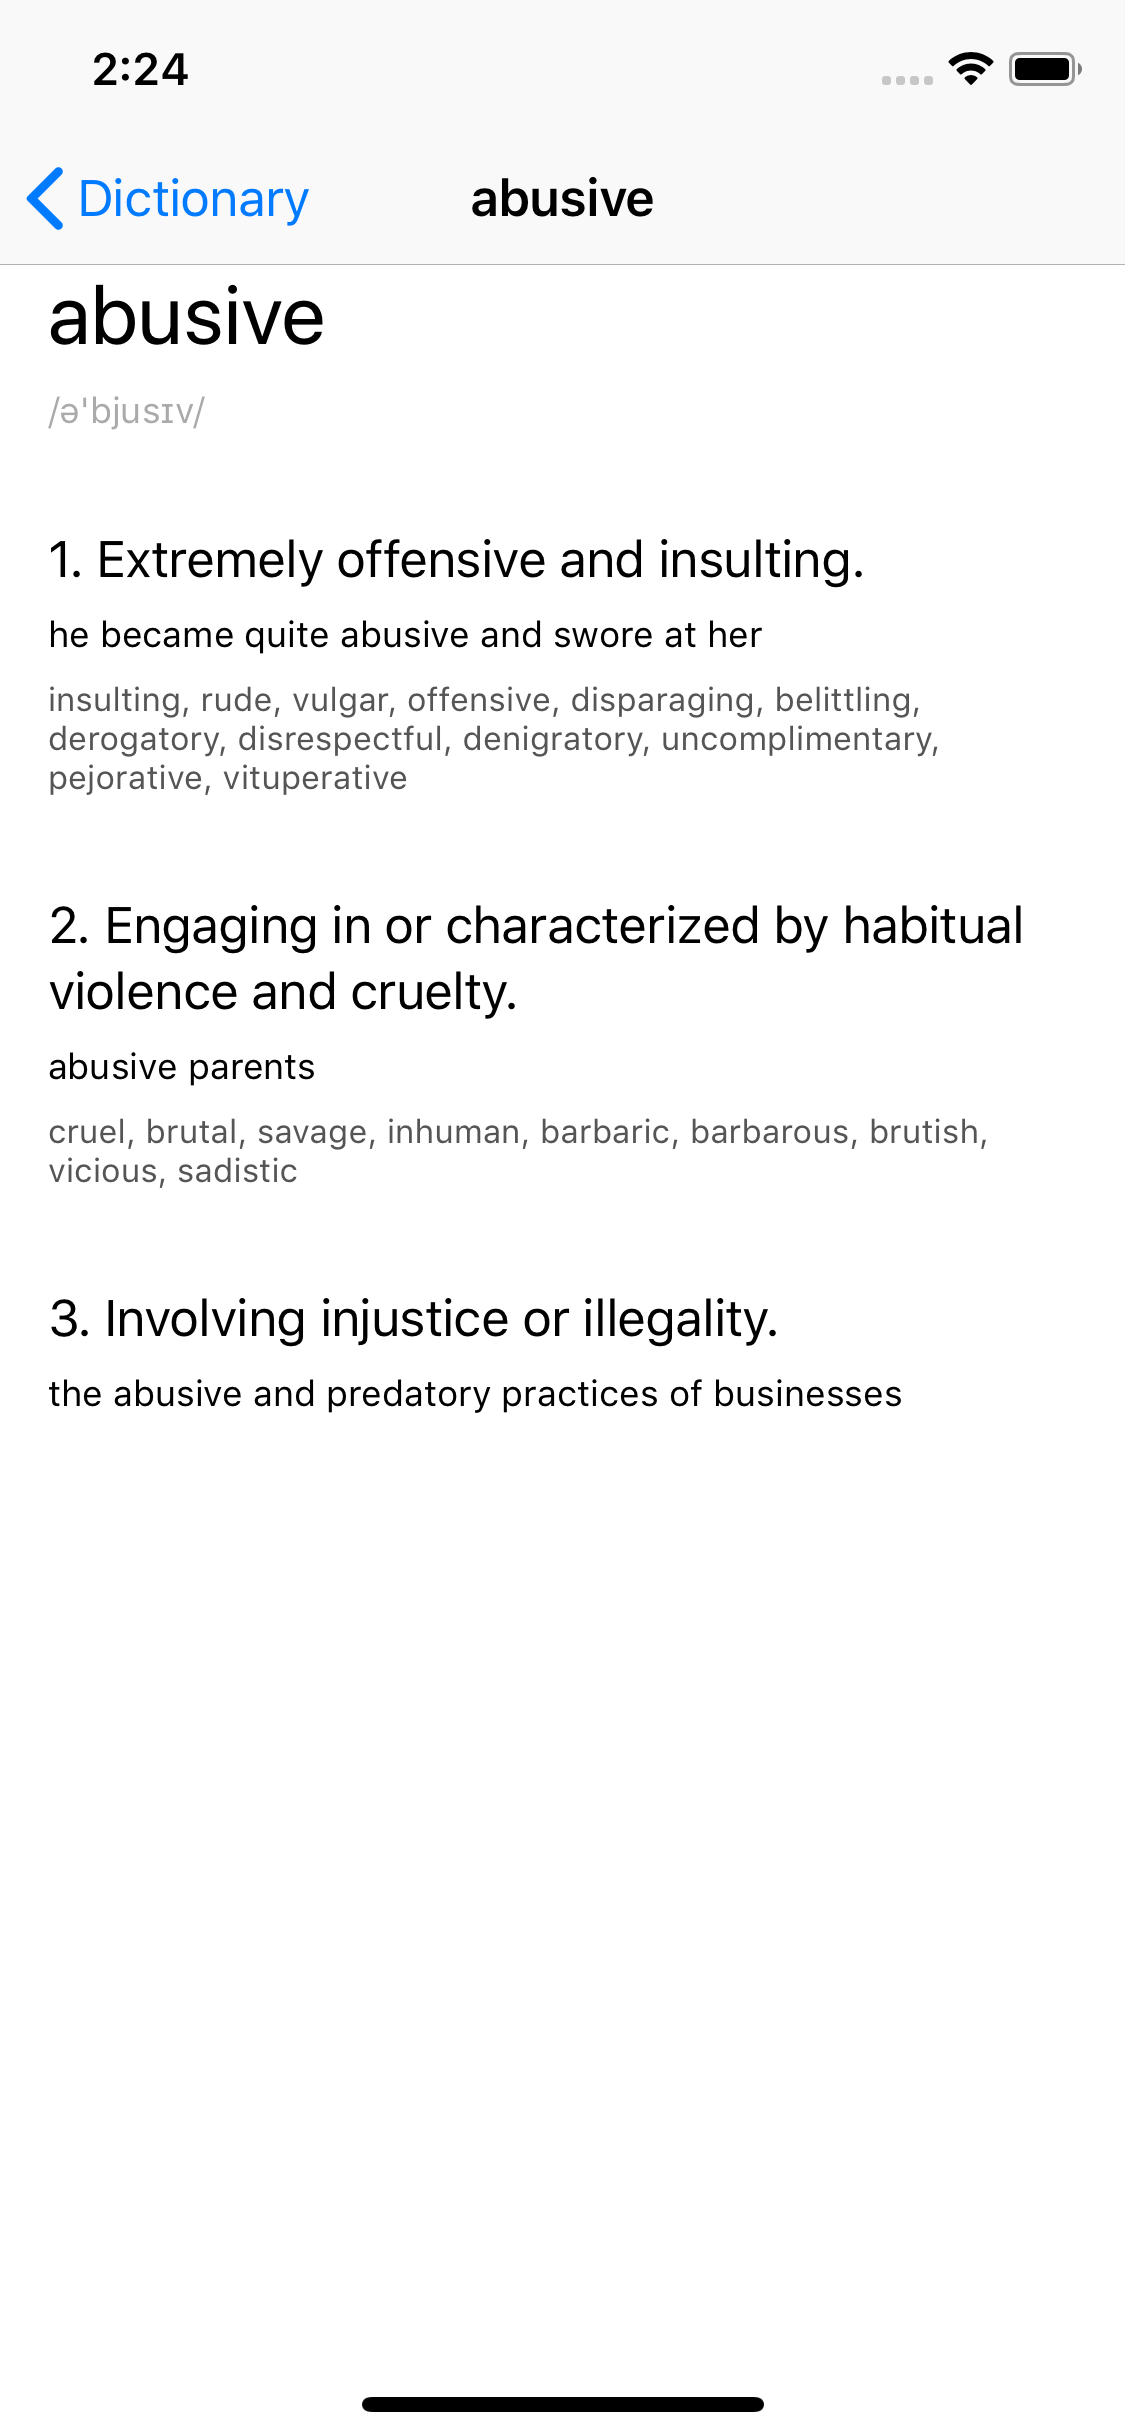 2:24
Dictionary
abusive
abusive
/ə'bjusɪv/
1. Extremely offensive and insulting.
he became quite abusive and swore at her
insulting, rude, vulgar, offensive, disparaging, belittling,
derogatory, disrespectful, denigratory, uncomplimentary,
pejorative, vituperative
2. Engaging in or characterized by habitual
violence and cruelty.
abusive parents
cruel, brutal, savage, inhuman, barbaric, barbarous, brutish,
vicious, sadistic
3. Involving injustice or illegality.
the abusive and predatory practices of businesses